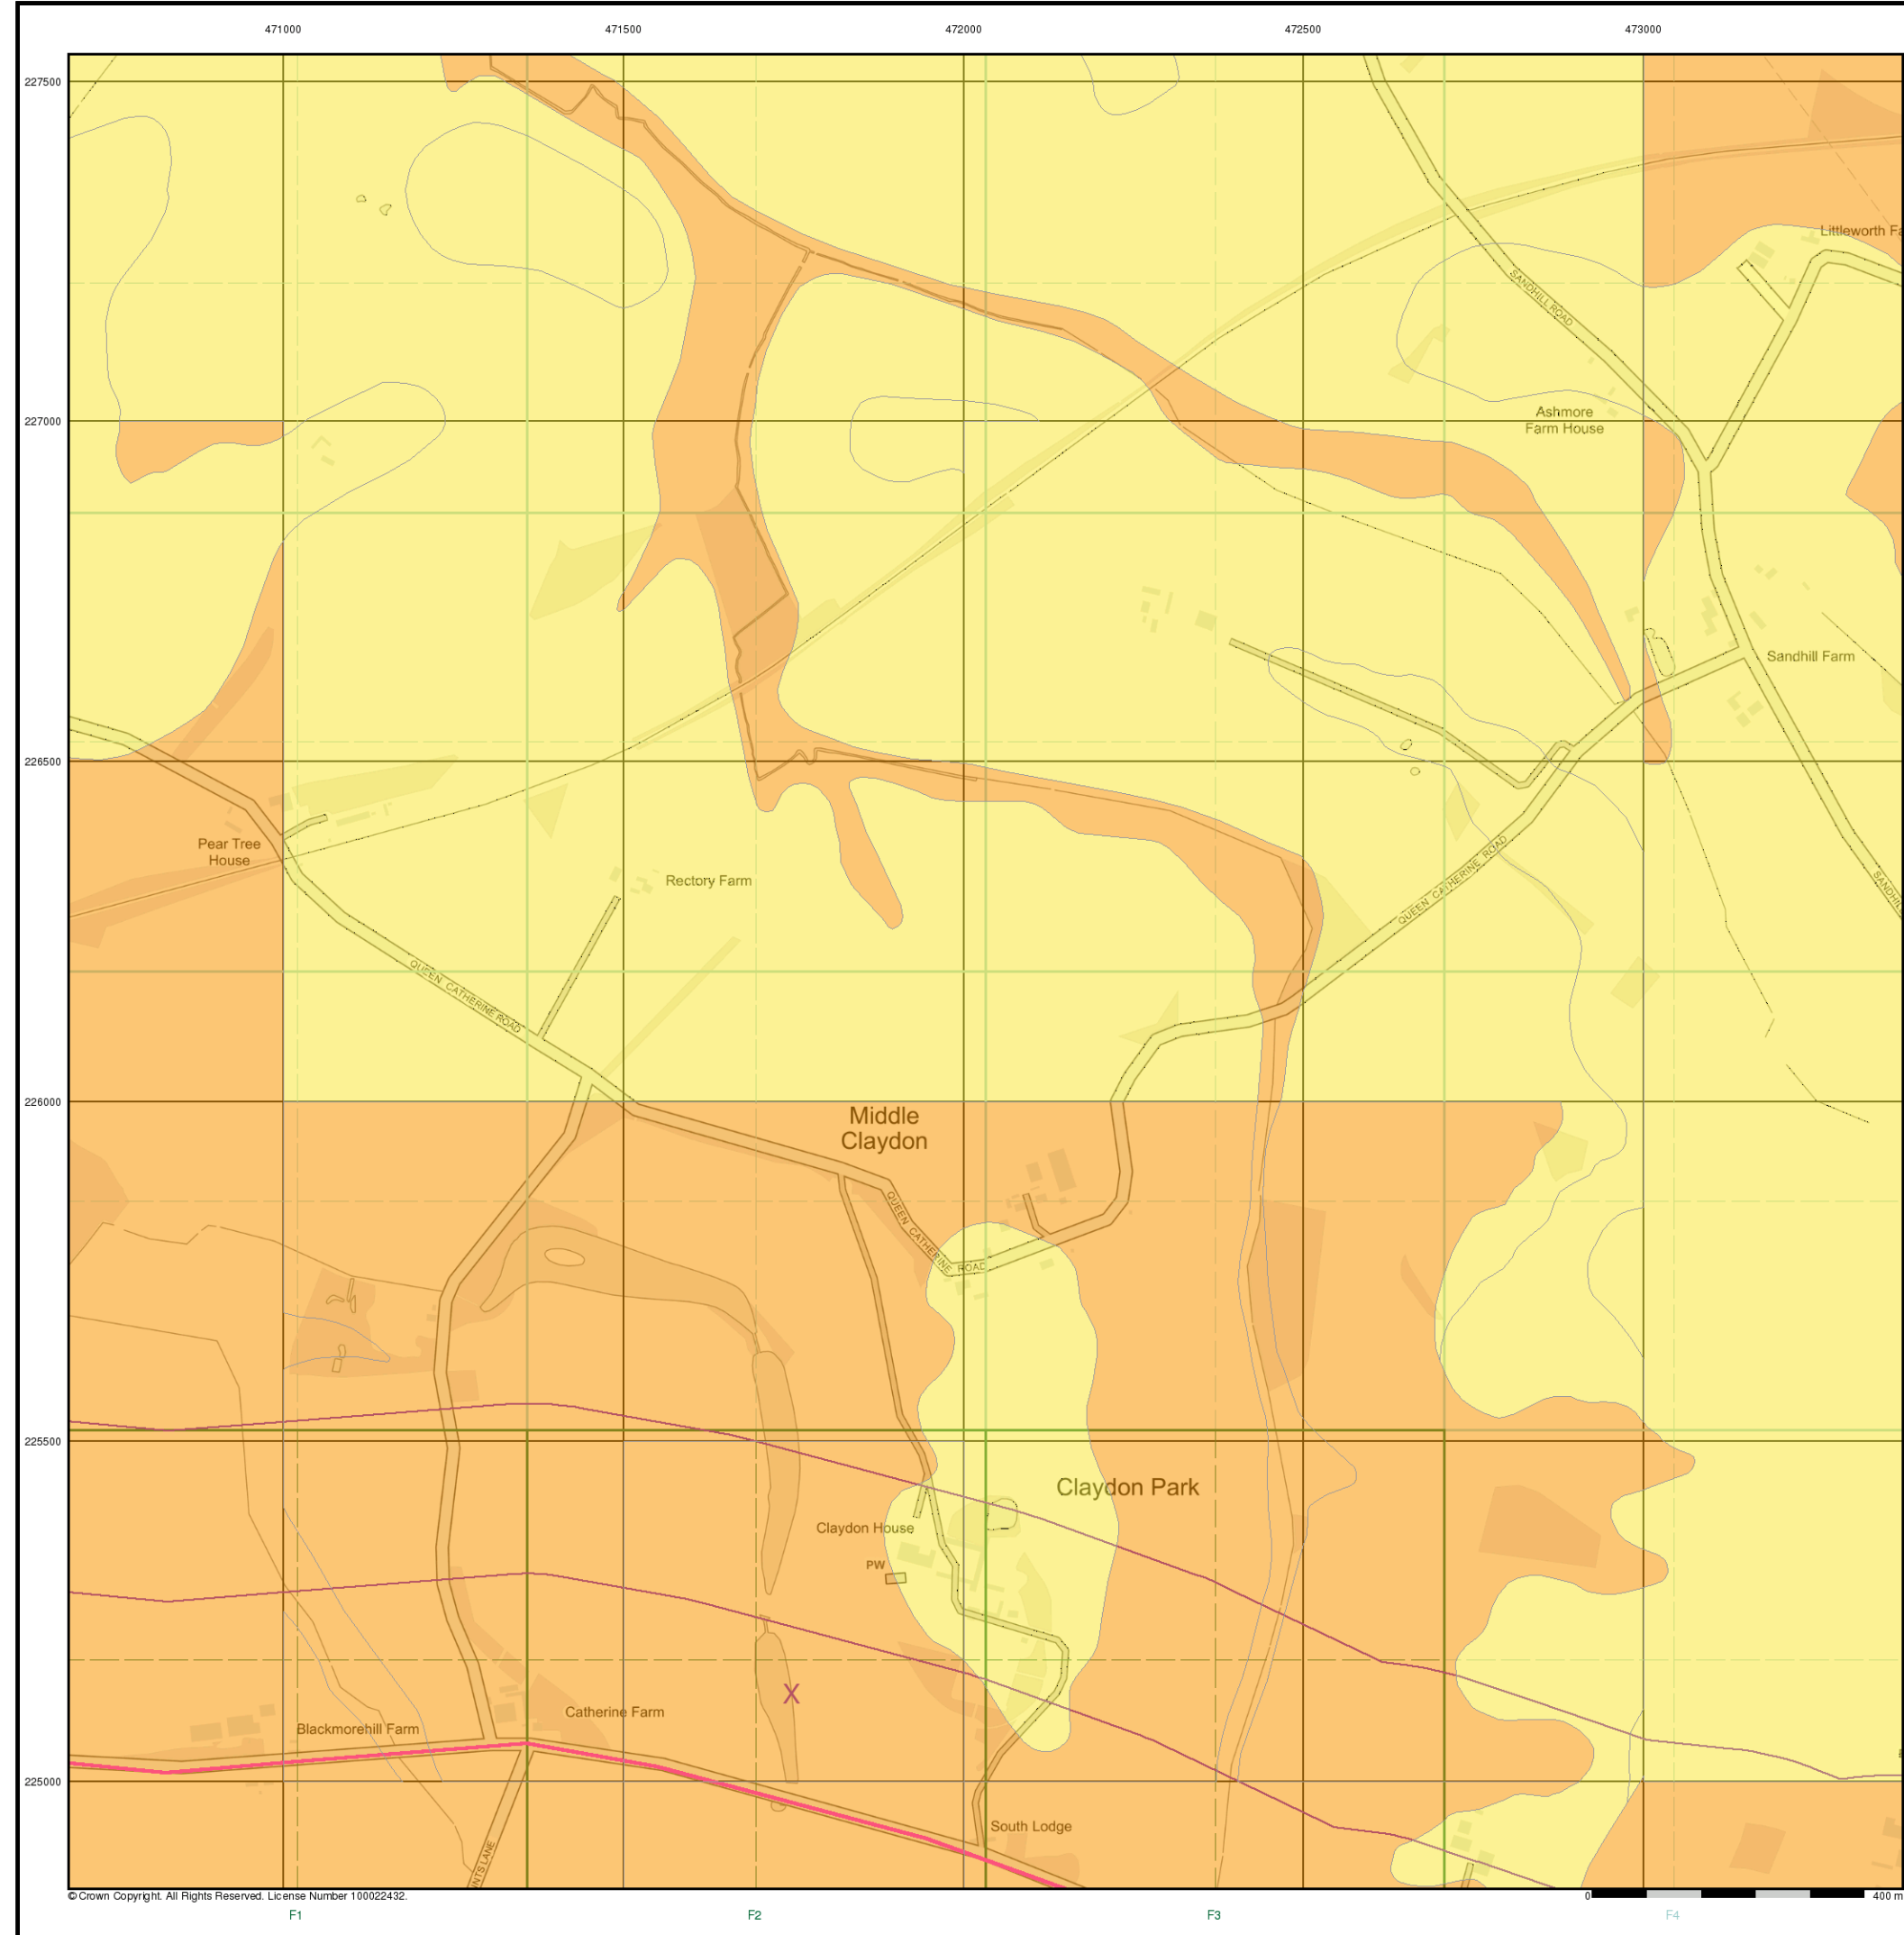 471000 471500 472000 472500 473000
227500
Littleworth Fa
SANDHILL ROAD
227000
Ashmore
Farm House
Sandhill Farm
226500
Pear Tree
House
Rectory Farm
QUEEN CATHERINE ROAD
SANDHIL
QUEEN CATHERINE ROAD
226000
Middle
Claydon
QUEEN CATHERINE ROAD
225500
Claydon Park
Claydon House
PW
X
Catherine Farm
Blackmorehill Farm
225000
South Lodge
NTS LANE
©Crown Copyright. All Rights Reserved. License Number 100022432.
0 400 m
F1 F2 F3 F4